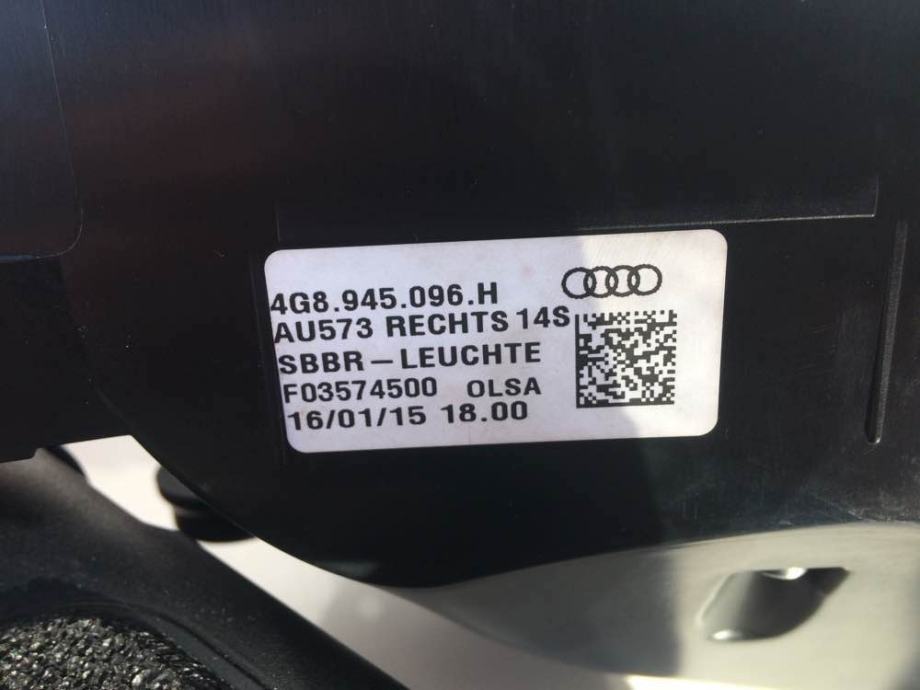 4G8.945.096.H
AU573 RECHTS 14S
SBBR-LEUCHTE
F03574500 OLSA
16/01/15 18.00